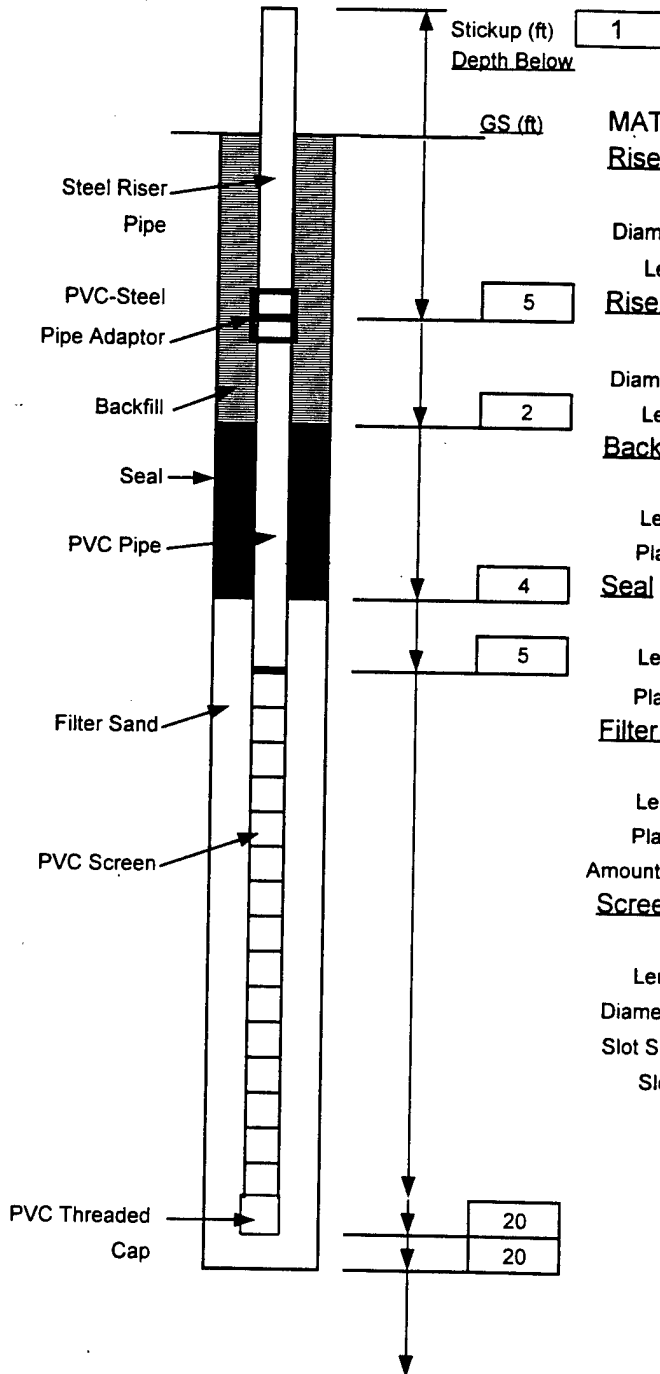 Stickup (ft) 1
Depth Below
GS (ft) MAT
Rise
Steel Riser
Pipe
Diam
Le
PVC-Steel
5
Rise
Pipe Adaptor
Diam
Backfill
2
Le
Back
Seal
Le
PVC Pipe
Pla
4
Seal
5
Le
Pla
Filter Sand
Filter
Le
Pla
PVC Screen
Amount
Scree
Ler
Diame
Slot S
Slo
PVC Threaded
Cap
20
20